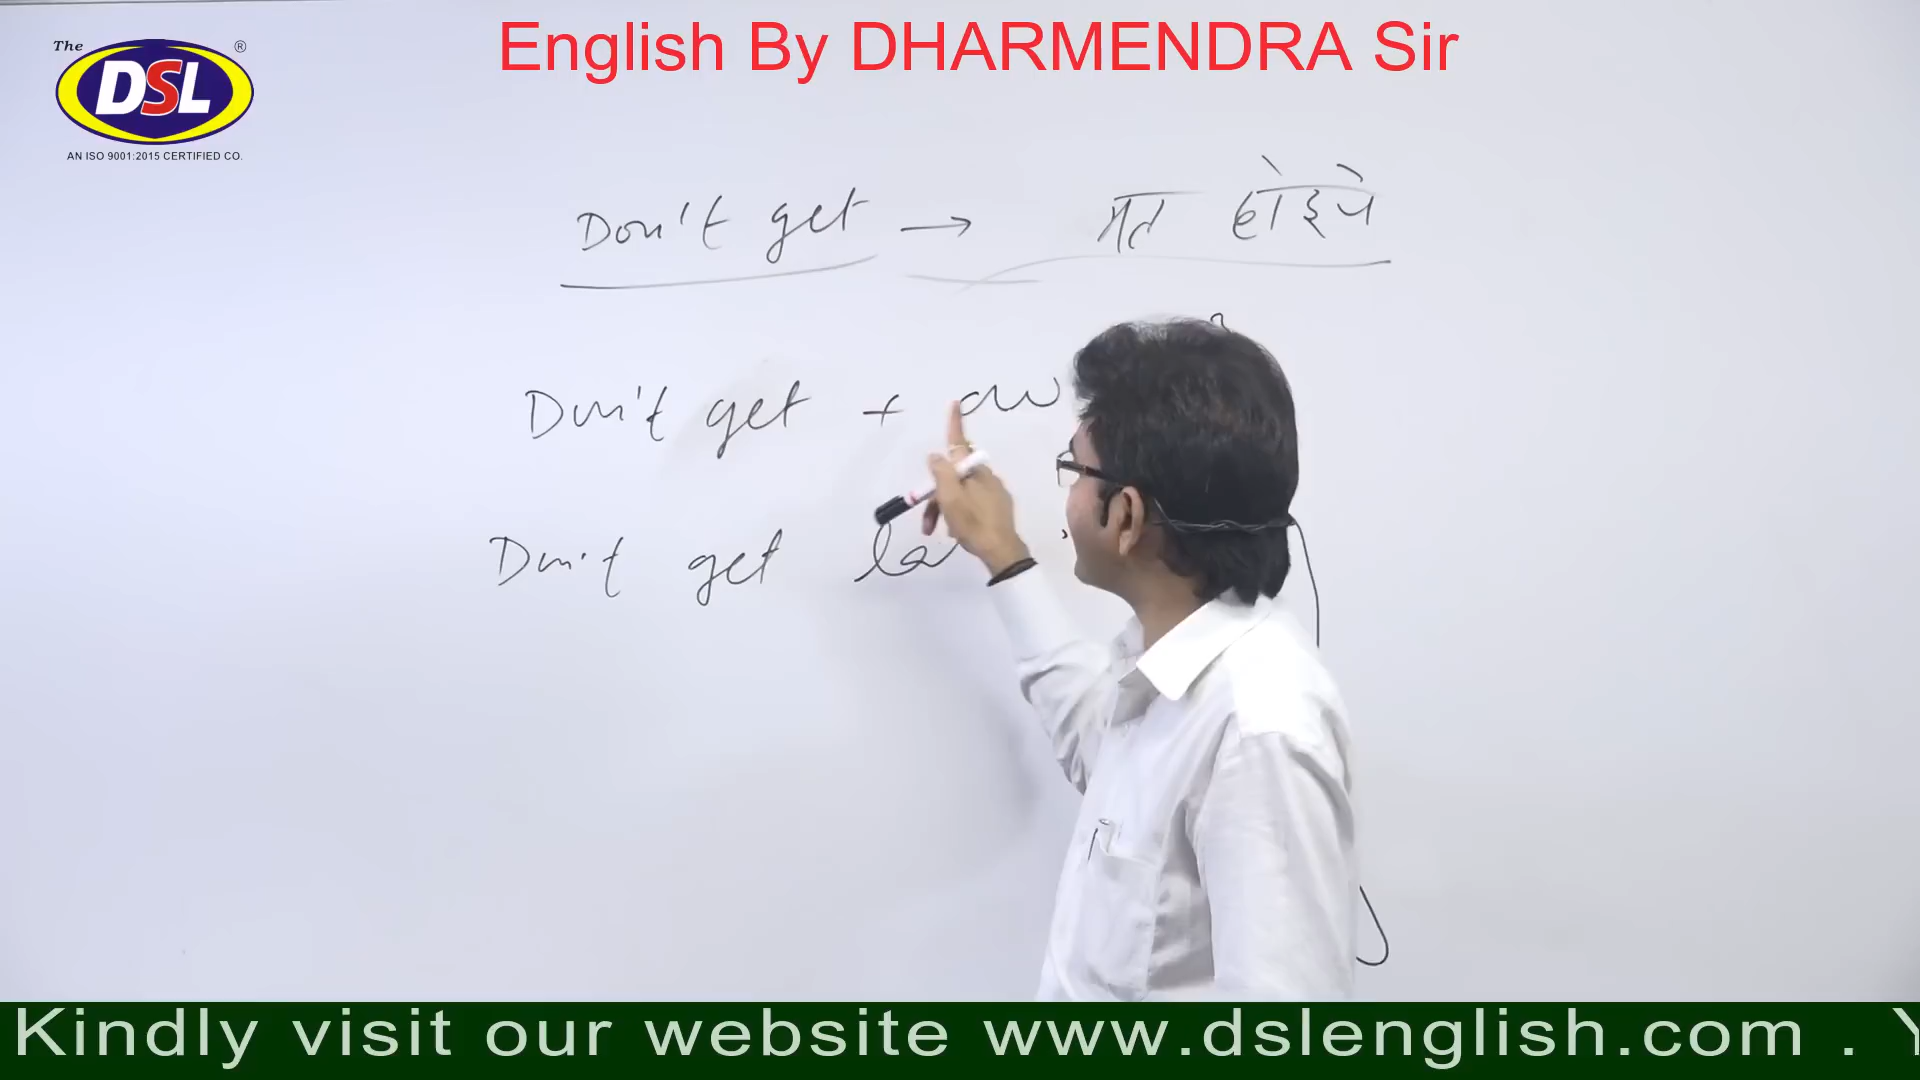 English By DHARMENDRA Sir
The
DSL ®
AN ISO 9001:2015 CERTIFIED CO.
Don't get → मत होइये
Don't get +
Don't get
Kindly visit our website www.dslenglish.com . Y